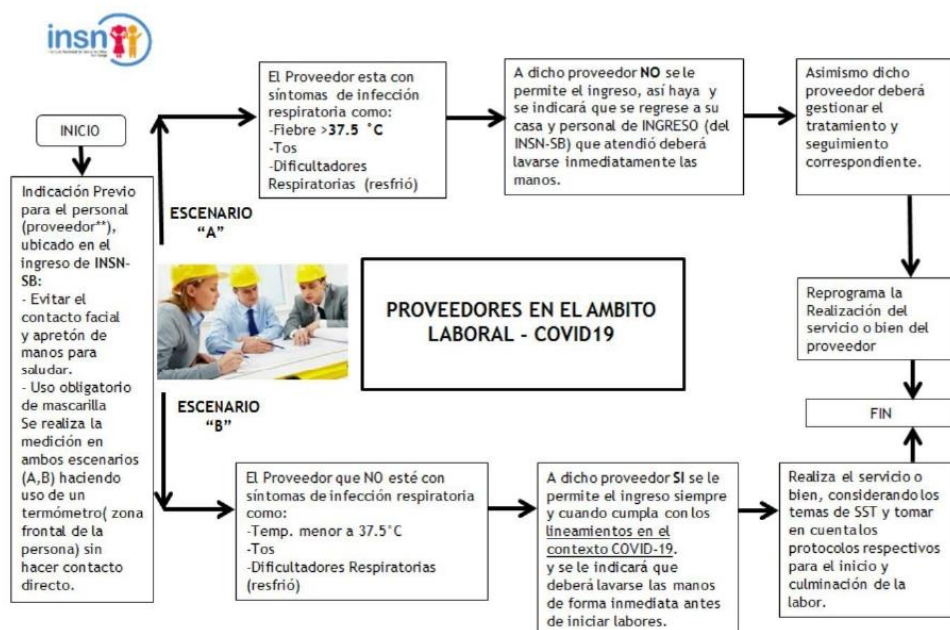 insn
INICIO
Indicación Previo
para el personal
(proveedor**),
ubicado en el
ingreso de INSN-
SB:
- Evitar el
contacto facial
y apretón de
manos para
saludar.
- Uso obligatorio
de mascarilla
Se realiza la
medición en
ambos escenarios
(A,B) haciendo
uso de un
termómetro( zona
frontal de la
persona) sin
hacer contacto
directo.
ESCENARIO
"A"
El Proveedor esta con
síntomas de infección
respiratoria como:
-Fiebre >37.5 °C
-Tos
-Dificultadores
Respiratorias (resfrió)
A dicho proveedor NO se le
permite el ingreso, así haya y
se indicará que se regrese a su
casa y personal de INGRESO (del
INSN-SB) que atendió deberá
lavarse inmediatamente las
manos.
Asimismo dicho
proveedor deberá
gestionar el
tratamiento y
seguimiento
correspondiente.
Reprograma la
Realización del
servicio o bien del
proveedor
FIN
PROVEEDORES EN EL AMBITO
LABORAL - COVID19
ESCENARIO
"B"
El Proveedor que NO esté con
síntomas de infección respiratoria
como:
-Temp. menor a 37.5°C
-Tos
-Dificultadores Respiratorias
(resfrió)
A dicho proveedor SI se le
permite el ingreso siempre
y cuando cumpla con los
lineamientos en el
contexto COVID-19.
y se le indicará que
deberá lavarse las manos
de forma inmediata antes
de iniciar labores.
Realiza el servicio o
bien, considerando los
temas de SST y tomar
en cuenta los
protocolos respectivos
para el inicio y
culminación de la
labor.